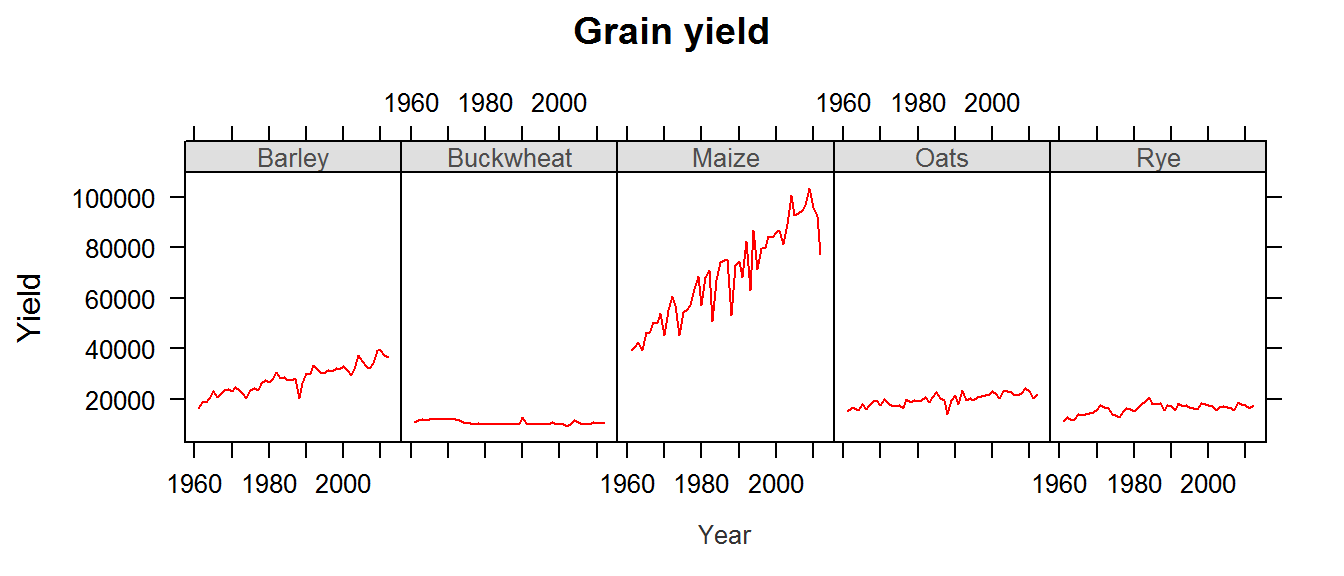 Grain yield
1960 1980 2000 1960 1980 2000
Barley Buckwheat Maize Oats Rye
100000
80000
60000
40000
20000
Yield
1960 1980 2000 1960 1980 2000 1960 1980 2000
Year